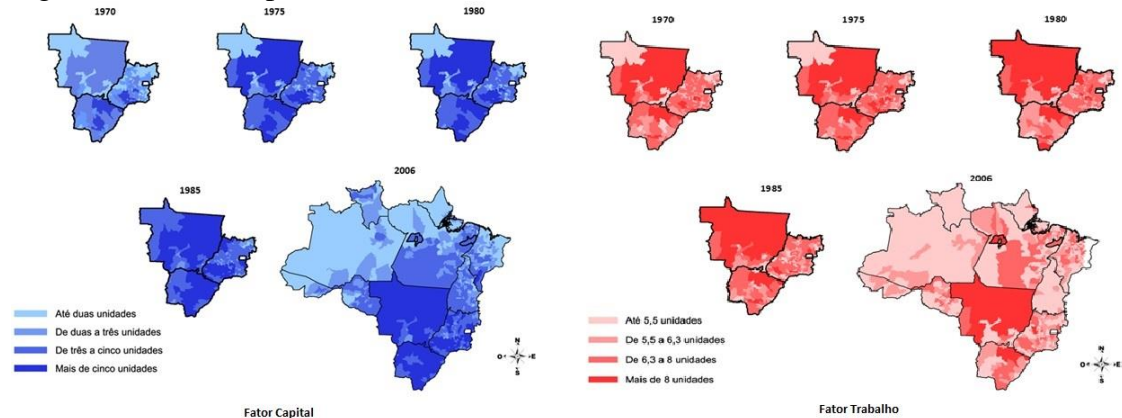 1970
1975
1980
1985
2006
Até duas unidades
De duas a três unidades
De três a cinco unidades
Mais de cinco unidades
N
O
E
S
Fator Capital
1970
1975
1980
1985
2006
Até 5,5 unidades
De 5,5 a 6,3 unidades
De 6,3 a 8 unidades
Mais de 8 unidades
N
O
E
S
Fator Trabalho